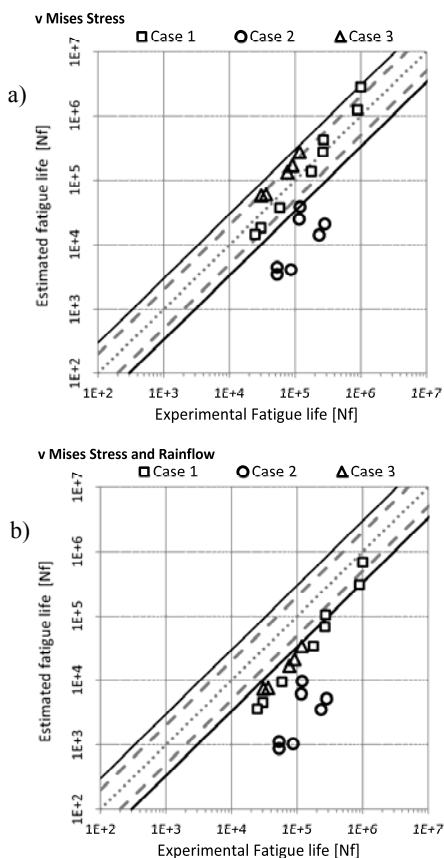 v Mises Stress
Case 1 Case 2 Case 3
a)
1E+7
1E+6
1E+5
1E+4
1E+3
1E+2
Estimated fatigue life [Nf]
1E+2 1E+3 1E+4 1E+5 1E+6 1E+7
Experimental Fatigue life [Nf]
v Mises Stress and Rainflow
Case 1 Case 2 Case 3
b)
1E+7
1E+6
1E+5
1E+4
1E+3
1E+2
Estimated fatigue life
[Nf]
1E+2 1E+3 1E+4 1E+5 1E+6 1E+7
Experimental Fatigue life [Nf]